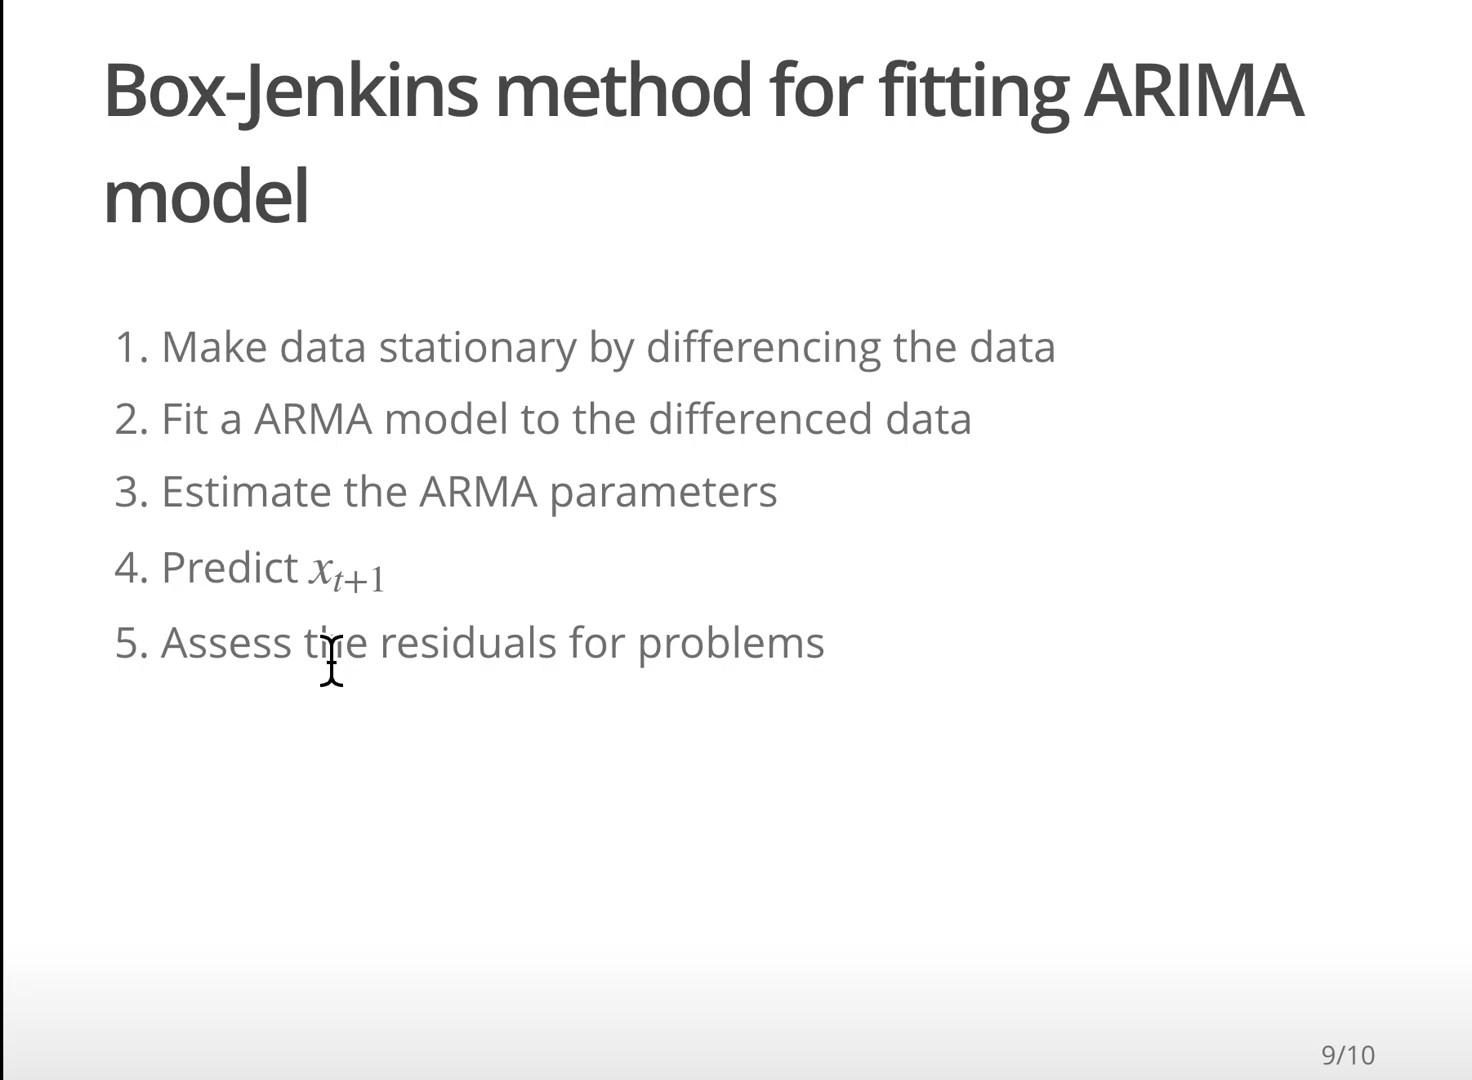 Box-Jenkins method for fitting ARIMA
model
1. Make data stationary by differencing the data
2. Fit a ARMA model to the differenced data
3. Estimate the ARMA parameters
4. Predict x_{t+1}
5. Assess the residuals for problems
9/10